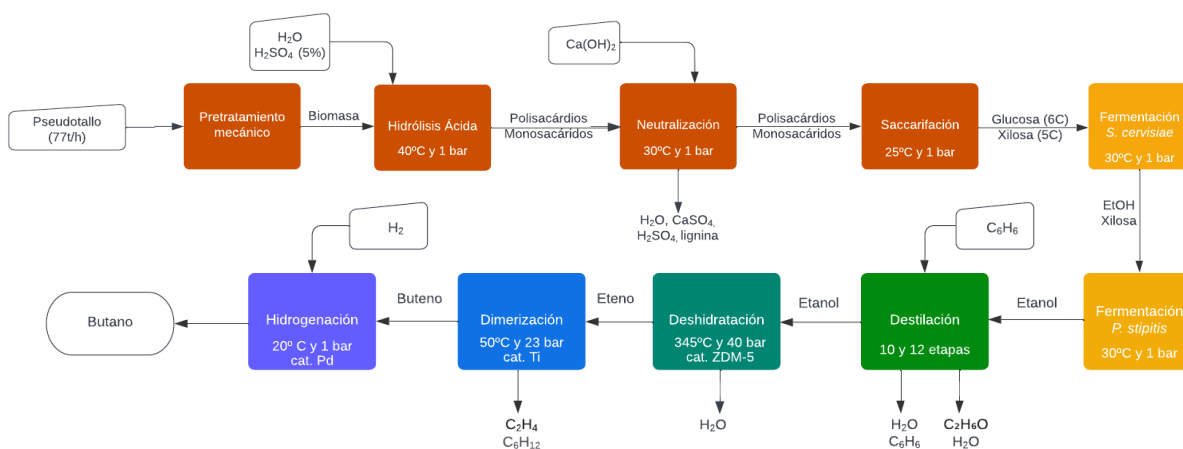 H₂O
H₂SO₄ (5%)
Ca(OH)₂
Pseudotallo
(77t/h)
Pretratamiento
mecánico
Biomasa
Hidrólisis Ácida
40ºC y 1 bar
Polisacárdios
Monosacáridos
Neutralización
30ºC y 1 bar
Polisacárdios
Monosacáridos
Saccarifación
25ºC y 1 bar
Glucosa (6C)
Xilosa (5C)
Fermentación
S. cervisiae
30ºC y 1 bar
H₂O, CaSO₄,
H₂SO₄, lignina
EtOH
Xilosa
H₂
C₆H₆
Butano
Hidrogenación
20º C y 1 bar
cat. Pd
Buteno
Dimerización
50ºC y 23 bar
cat. Ti
Eteno
Deshidratación
345ºC y 40 bar
cat. ZDM-5
Etanol
Destilación
10 y 12 etapas
Etanol
Fermentación
P. stipitis
30ºC y 1 bar
C₂H₄
C₆H₁₂
H₂O
H₂O
C₆H₆
C₂H₆O
H₂O